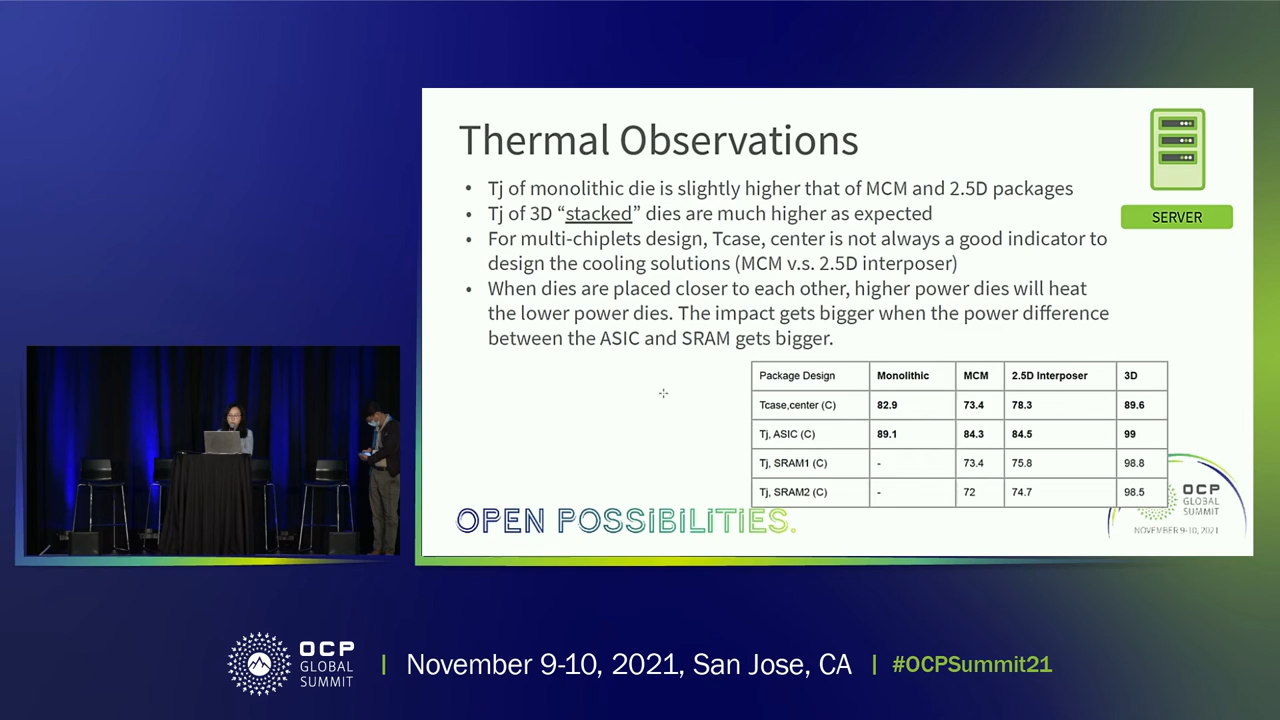 Thermal Observations
• Tj of monolithic die is slightly higher that of MCM and 2.5D packages
• Tj of 3D “stacked” dies are much higher as expected
• For multi-chiplets design, Tcase, center is not always a good indicator to
design the cooling solutions (MCM v.s. 2.5D interposer)
• When dies are placed closer to each other, higher power dies will heat
the lower power dies. The impact gets bigger when the power difference
between the ASIC and SRAM gets bigger.
SERVER
Package Design Monolithic MCM 2.5D Interposer 3D
Tcase,center (C) 82.9 73.4 78.3 89.6
Tj, ASIC (C) 89.1 84.3 84.5 99
Tj, SRAM1 (C) - 73.4 75.8 98.8
Tj, SRAM2 (C) - 72 74.7 98.5
OPEN POSSIBILITIES.
OCP
GLOBAL
SUMMIT
NOVEMBER 9-10, 2021
OCP
GLOBAL
SUMMIT
| November 9-10, 2021, San Jose, CA | #OCPSummit21